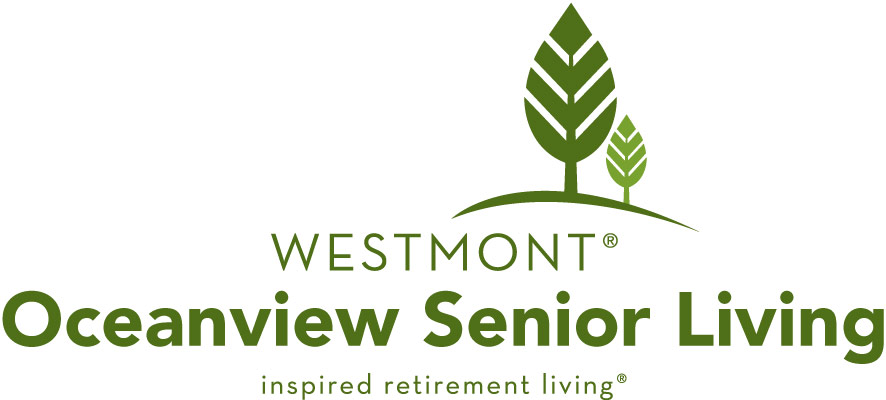 WESTMONT®
Oceanview Senior Living
inspired retirement living®